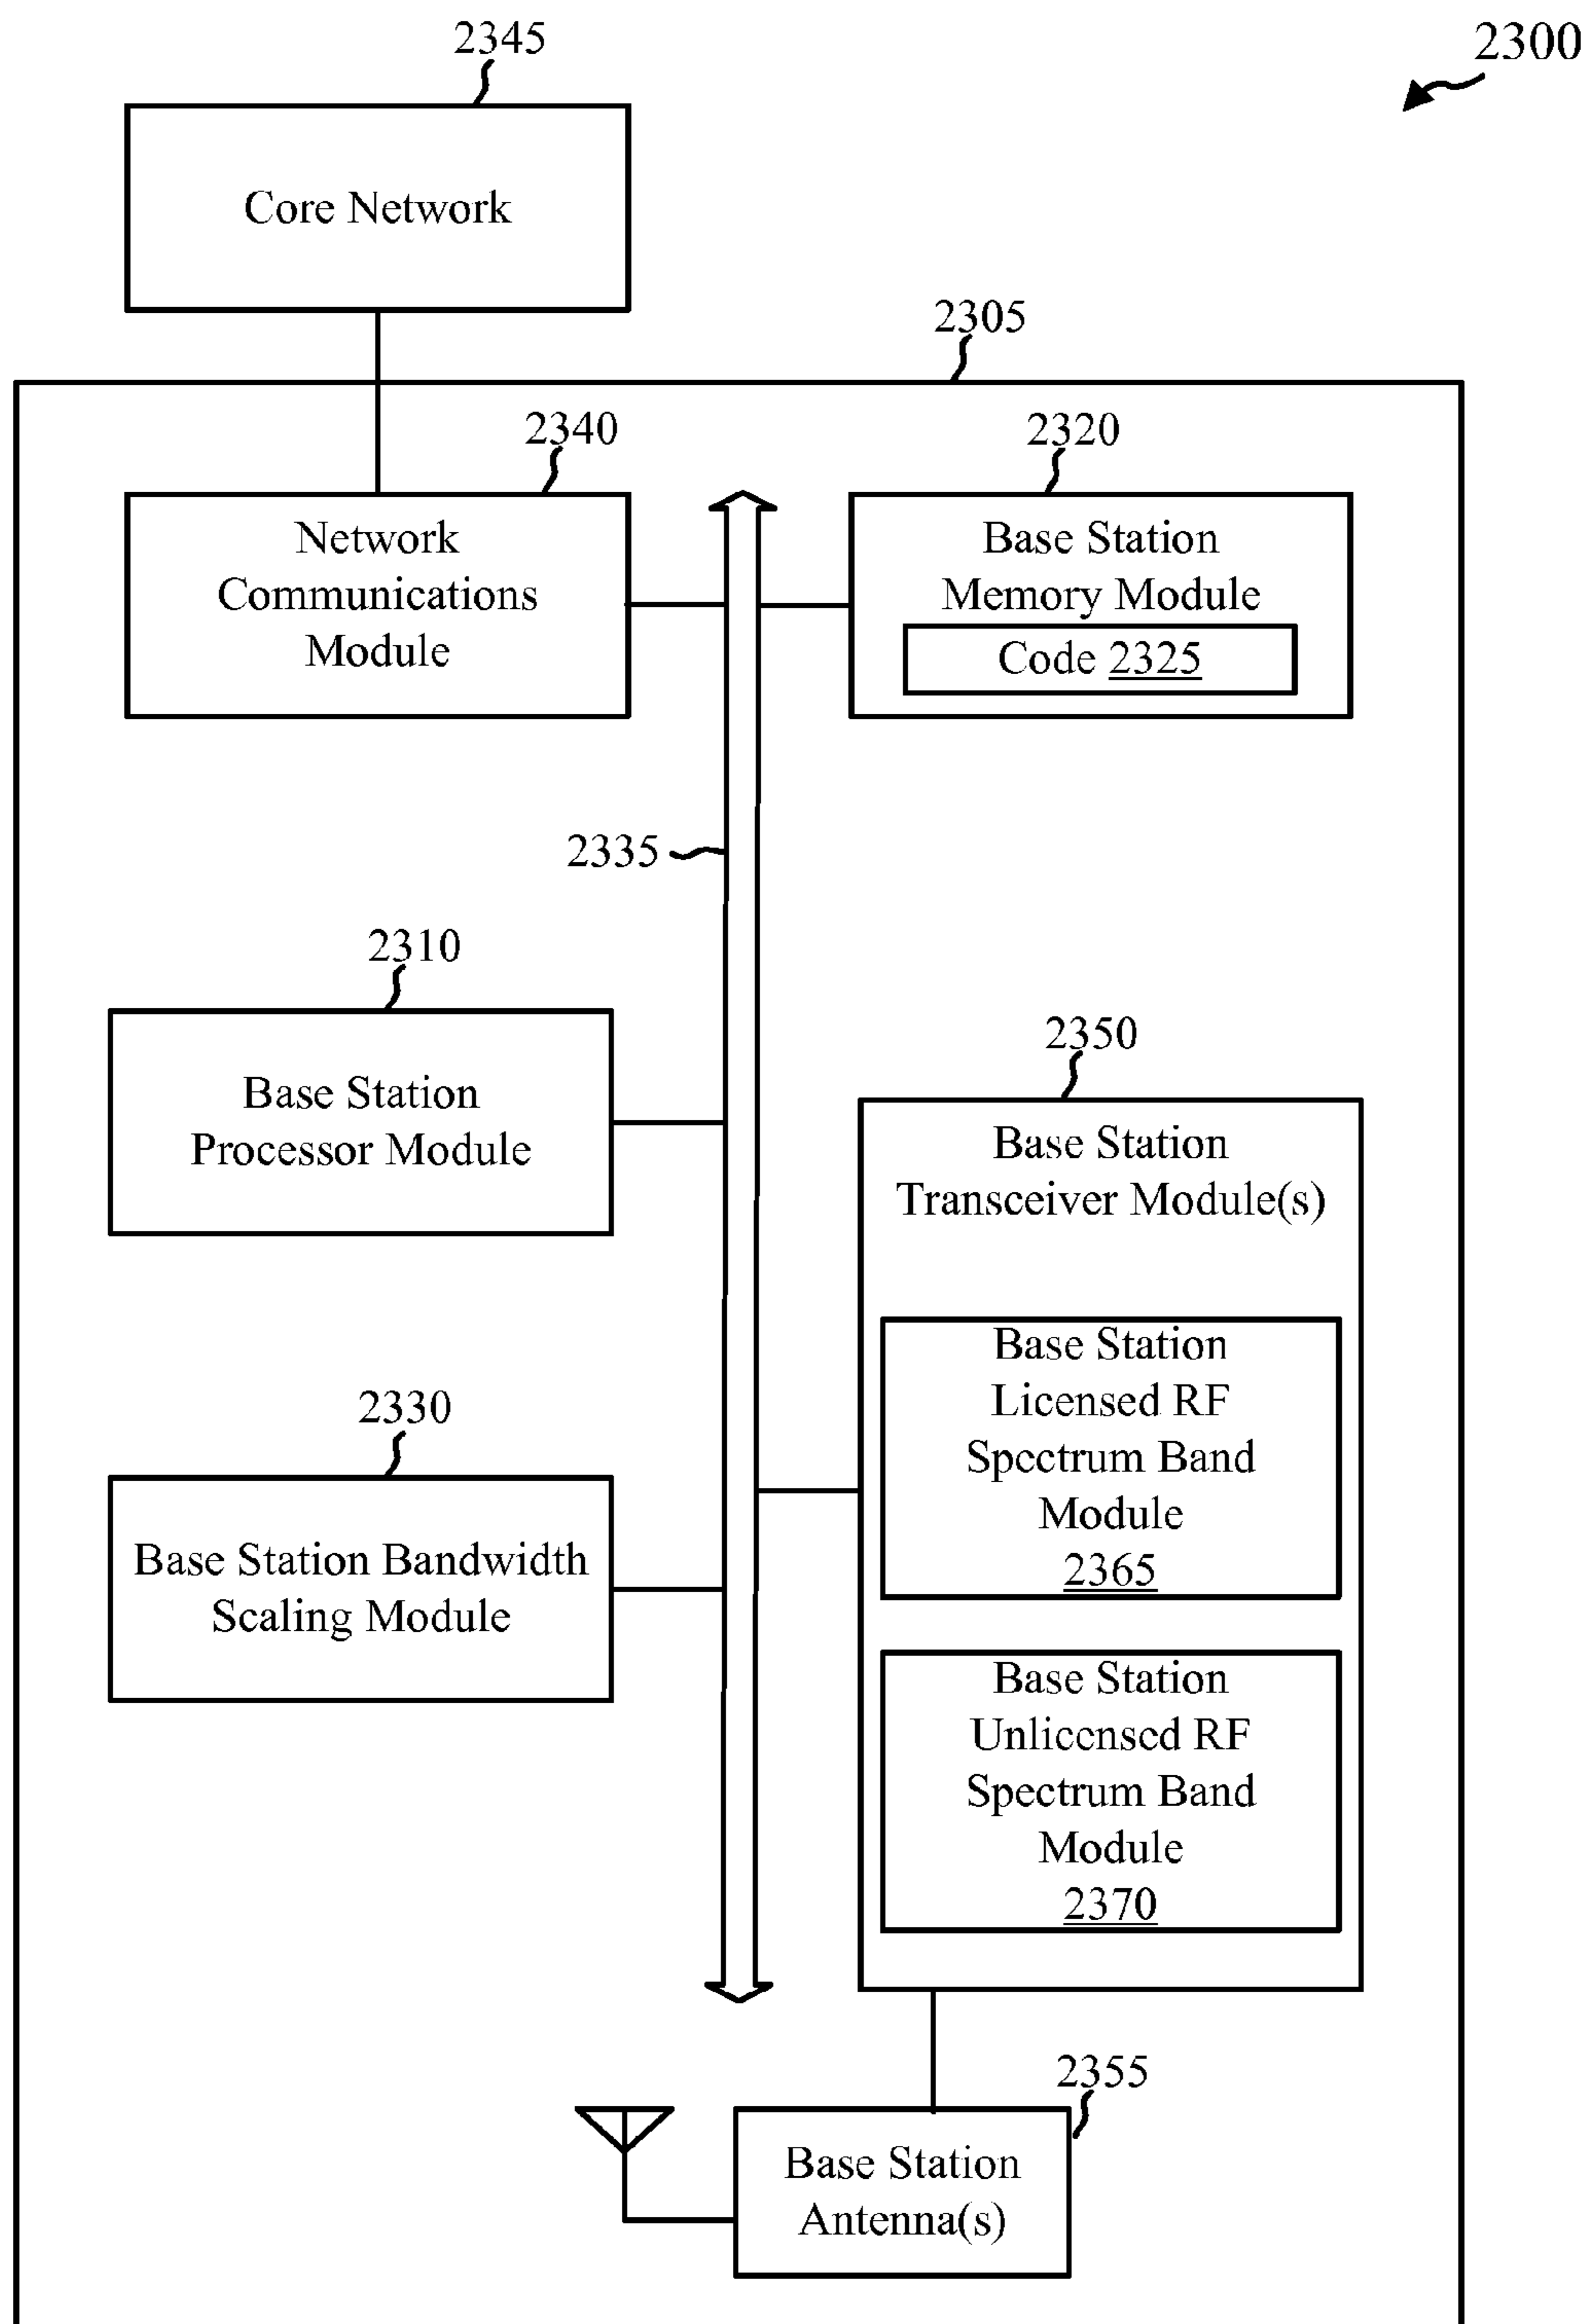 2300
2345
Core Network
2305
2340
Network
Communications
Module
2320
Base Station
Memory Module
Code 2325
2335
2310
Base Station
Processor Module
2350
Base Station
Transceiver Module(s)
Base Station
Licensed RF
Spectrum Band
Module
2365
2330
Base Station Bandwidth
Scaling Module
Base Station
Unlicensed RF
Spectrum Band
Module
2370
2355
Base Station
Antenna(s)